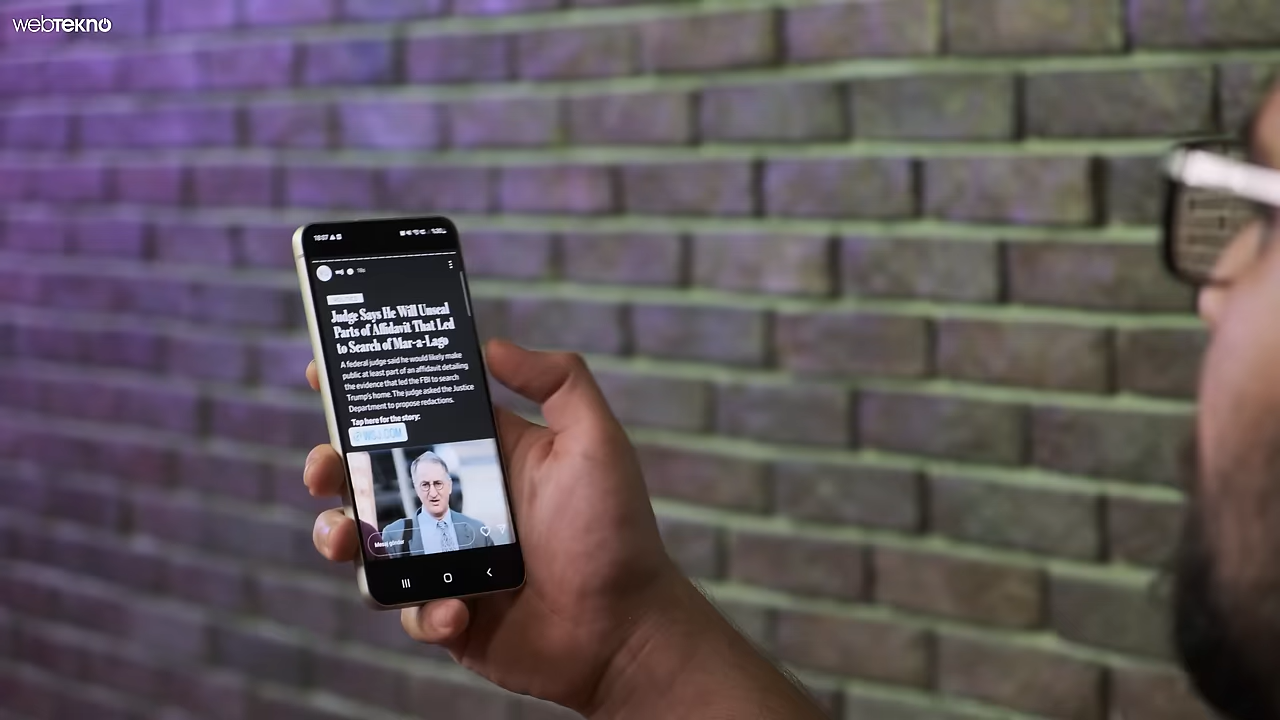 webtekno
Judge Says He Will Unseal
Parts of Affidavit That Led
to Search of Mar-a-Lago
A federal judge said he would likely make
public at least part of an affidavit detailing
the evidence that led the FBI to search
Trump's home. The judge asked the Justice
Department to propose redactions.
Tap here for the story:
@WSJ.COM
Mesaj gönder